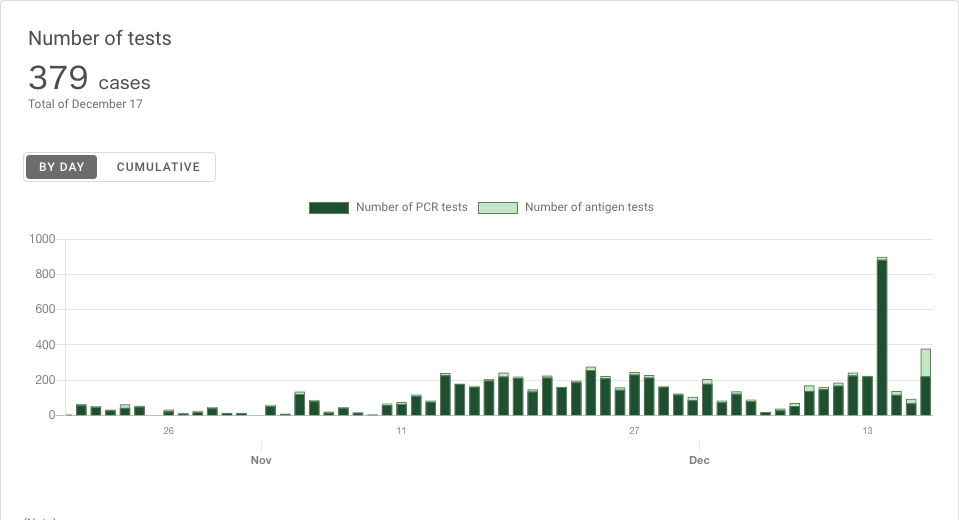 Number of tests
379 cases
Total of December 17
BY DAY CUMULATIVE
Number of PCR tests Number of antigen tests
1000
800
600
400
200
0
26 11 27 13
Nov Dec